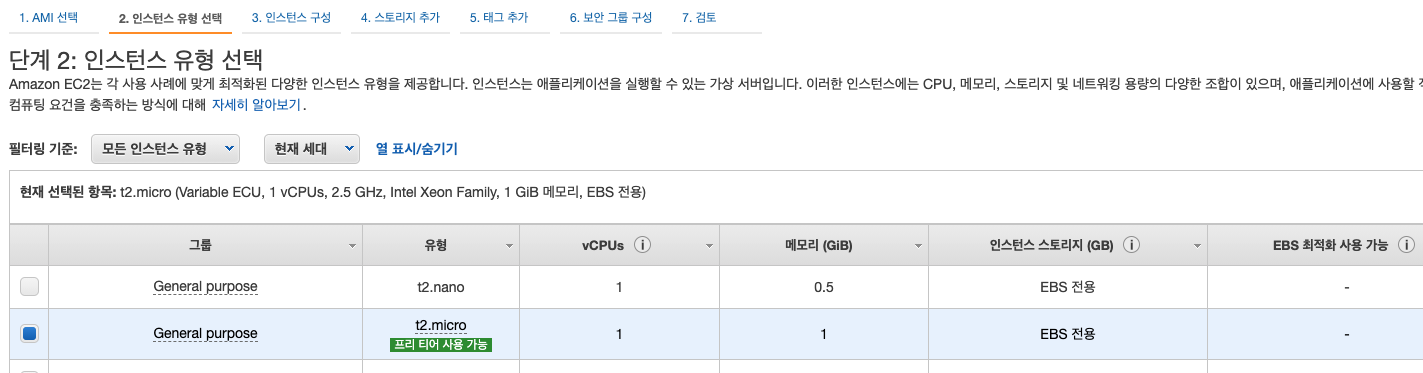 1. AMI 선택 2. 인스턴스 유형 선택 3. 인스턴스 구성 4. 스토리지 추가 5. 태그 추가 6. 보안 그룹 구성 7. 검토
단계 2: 인스턴스 유형 선택
Amazon EC2는 각 사용 사례에 맞게 최적화된 다양한 인스턴스 유형을 제공합니다. 인스턴스는 애플리케이션을 실행할 수 있는 가상 서버입니다. 이러한 인스턴스에는 CPU, 메모리, 스토리지 및 네트워킹 용량의 다양한 조합이 있으며, 애플리케이션에 사용할
컴퓨팅 요건을 충족하는 방식에 대해 자세히 알아보기.
필터링 기준: 모든 인스턴스 유형 현재 세대 열 표시/숨기기
현재 선택된 항목: t2.micro (Variable ECU, 1 vCPUs, 2.5 GHz, Intel Xeon Family, 1 GiB 메모리, EBS 전용)
그룹 유형 vCPUs i 메모리 (GiB) 인스턴스 스토리지 (GB) i EBS 최적화 사용 가능 i
General purpose t2.nano 1 0.5 EBS 전용 -
General purpose t2.micro 1 1 EBS 전용 -
프리 티어 사용 가능